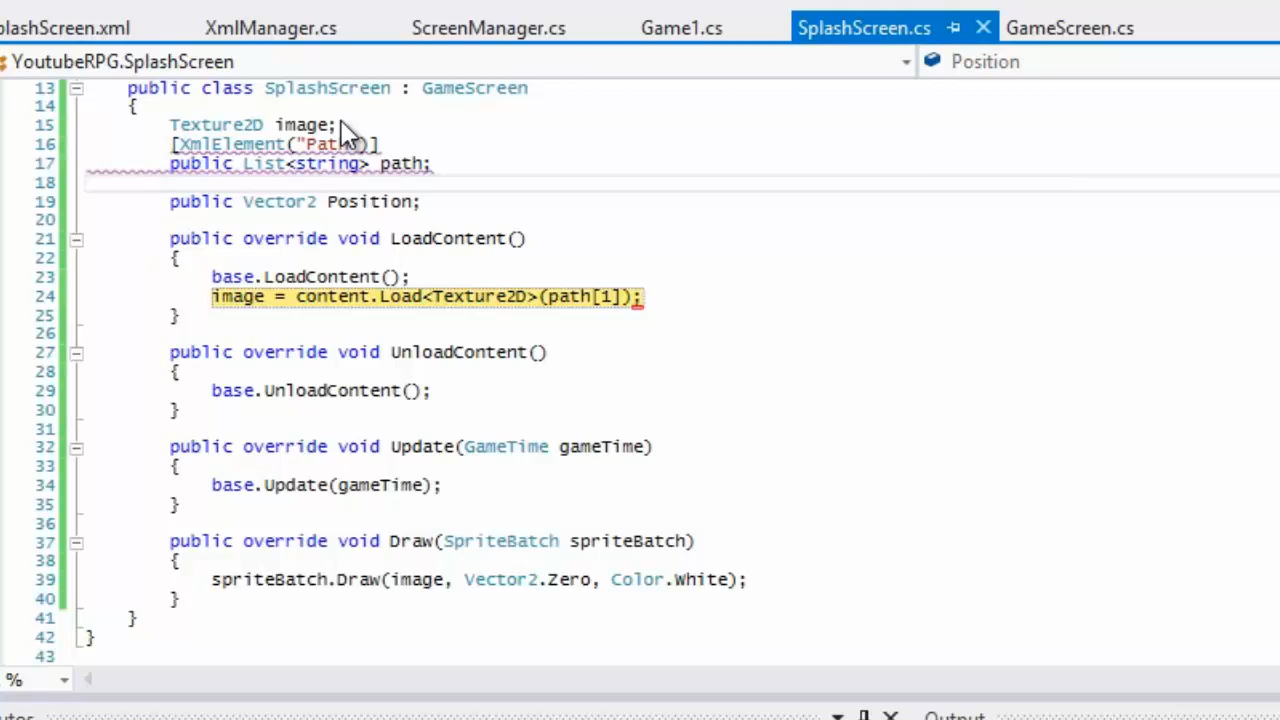 plashScreen.xml XmlManager.cs ScreenManager.cs Game1.cs SplashScreen.cs GameScreen.cs
YoutubeRPG.SplashScreen Position
13 public class SplashScreen : GameScreen
14 {
15 Texture2D image;
16 [XmlElement("Path")]
17 public List<string> path;
18
19 public Vector2 Position;
20
21 public override void LoadContent()
22 {
23 base.LoadContent();
24 image = content.Load<Texture2D>(path[1]);
25 }
26
27 public override void UnloadContent()
28 {
29 base.UnloadContent();
30 }
31
32 public override void Update(GameTime gameTime)
33 {
34 base.Update(gameTime);
35 }
36
37 public override void Draw(SpriteBatch spriteBatch)
38 {
39 spriteBatch.Draw(image, Vector2.Zero, Color.White);
40 }
41 }
42 }
43
%
Output